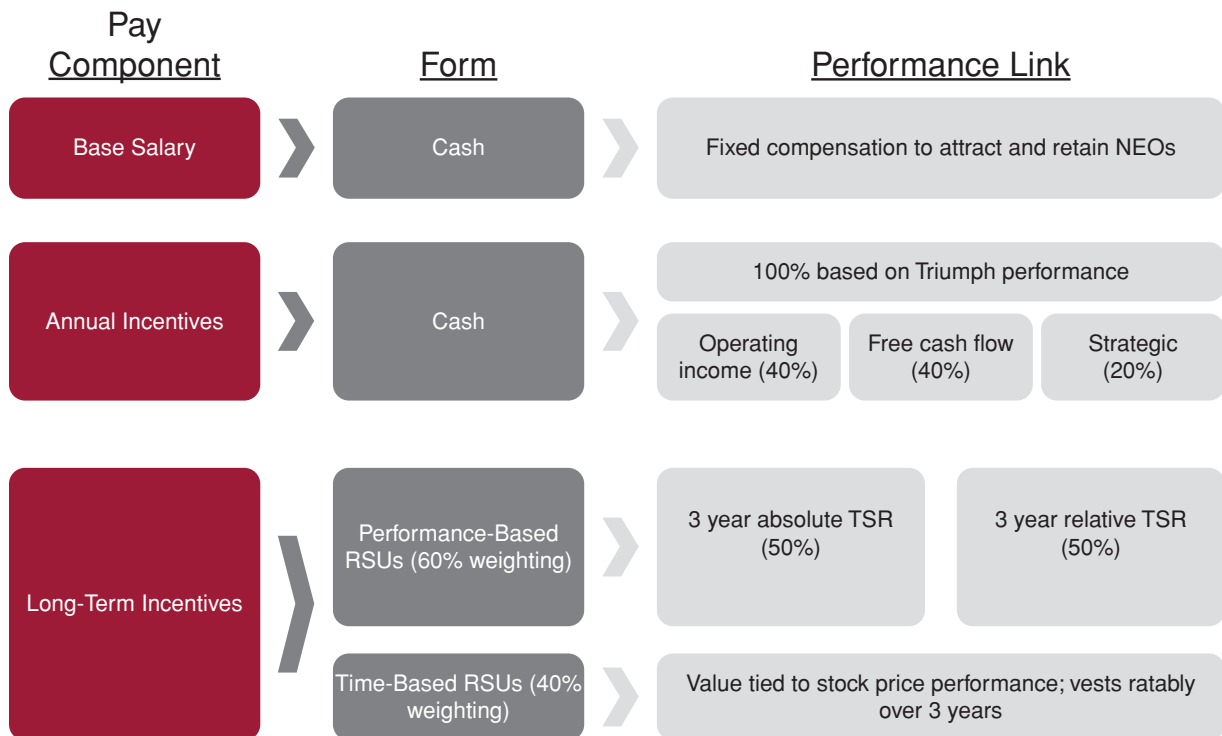 Pay
Component
Form
Performance Link
Base Salary
Cash
Fixed compensation to attract and retain NEOs
Annual Incentives
Cash
100% based on Triumph performance
Operating
income (40%)
Free cash flow
(40%)
Strategic
(20%)
Long-Term Incentives
Performance-Based
RSUs (60% weighting)
3 year absolute TSR
(50%)
3 year relative TSR
(50%)
Time-Based RSUs (40%
weighting)
Value tied to stock price performance; vests ratably
over 3 years